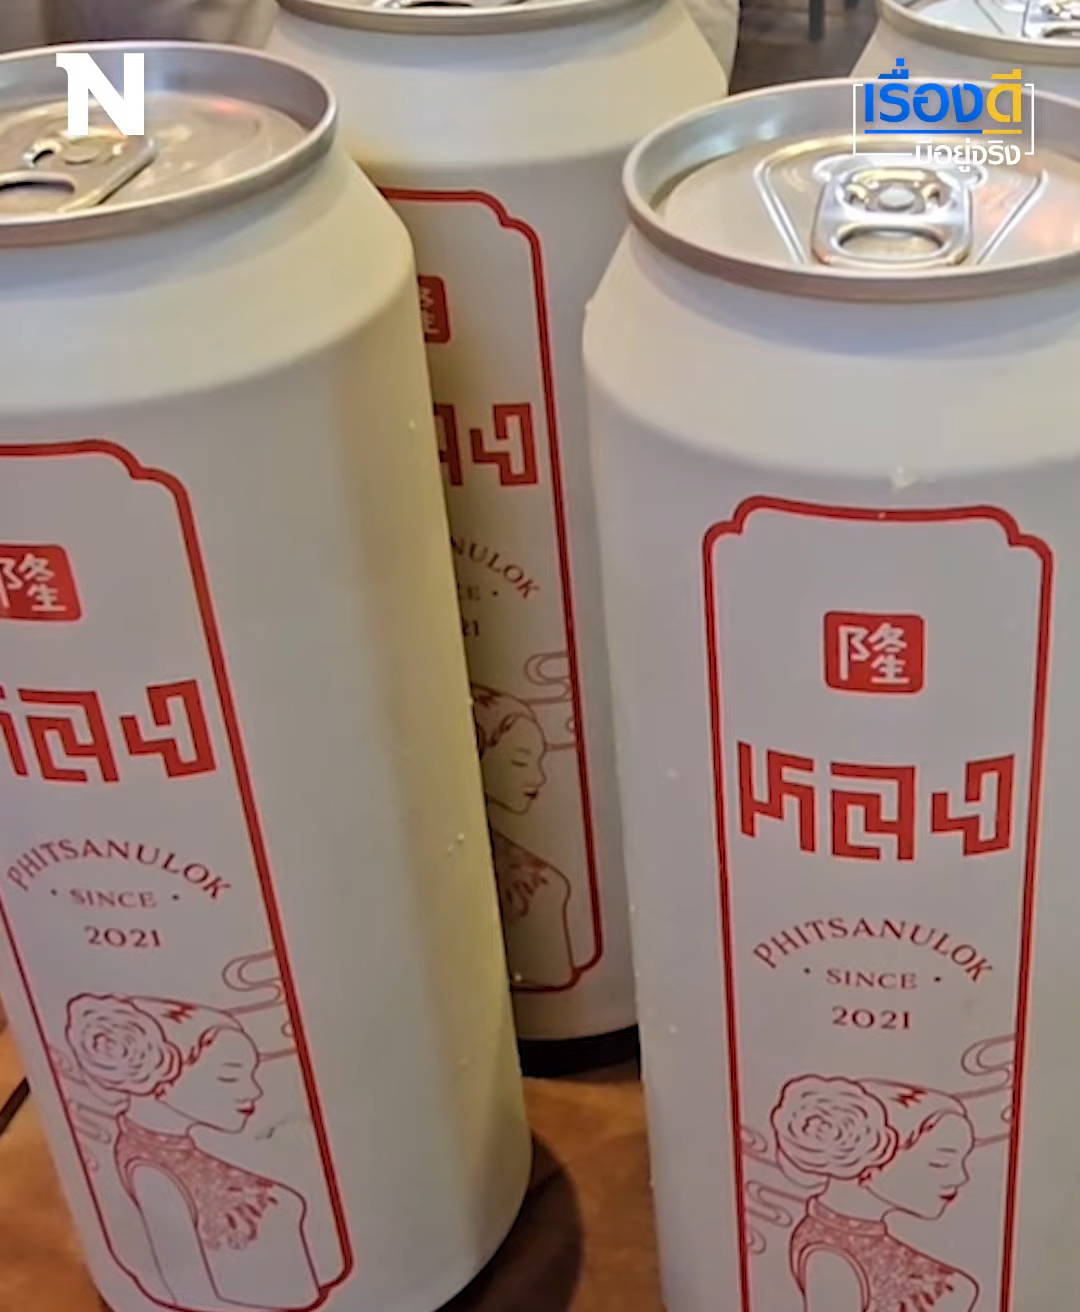 N
เรื่องดี
มีอยู่จริง
隆
หลง
PHITSANULOK
· SINCE ·
2021
隆
หลง
PHITSANULOK
· SINCE ·
2021